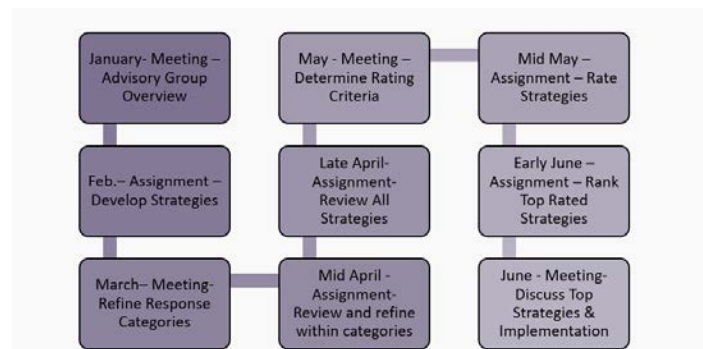 January- Meeting –
Advisory Group
Overview
Feb.– Assignment –
Develop Strategies
March– Meeting-
Refine Response
Categories
Mid April -
Assignment-
Review and refine
within categories
Late April-
Assignment-
Review All
Strategies
May - Meeting –
Determine Rating
Criteria
Mid May –
Assignment – Rate
Strategies
Early June –
Assignment – Rank
Top Rated
Strategies
June - Meeting-
Discuss Top
Strategies &
Implementation